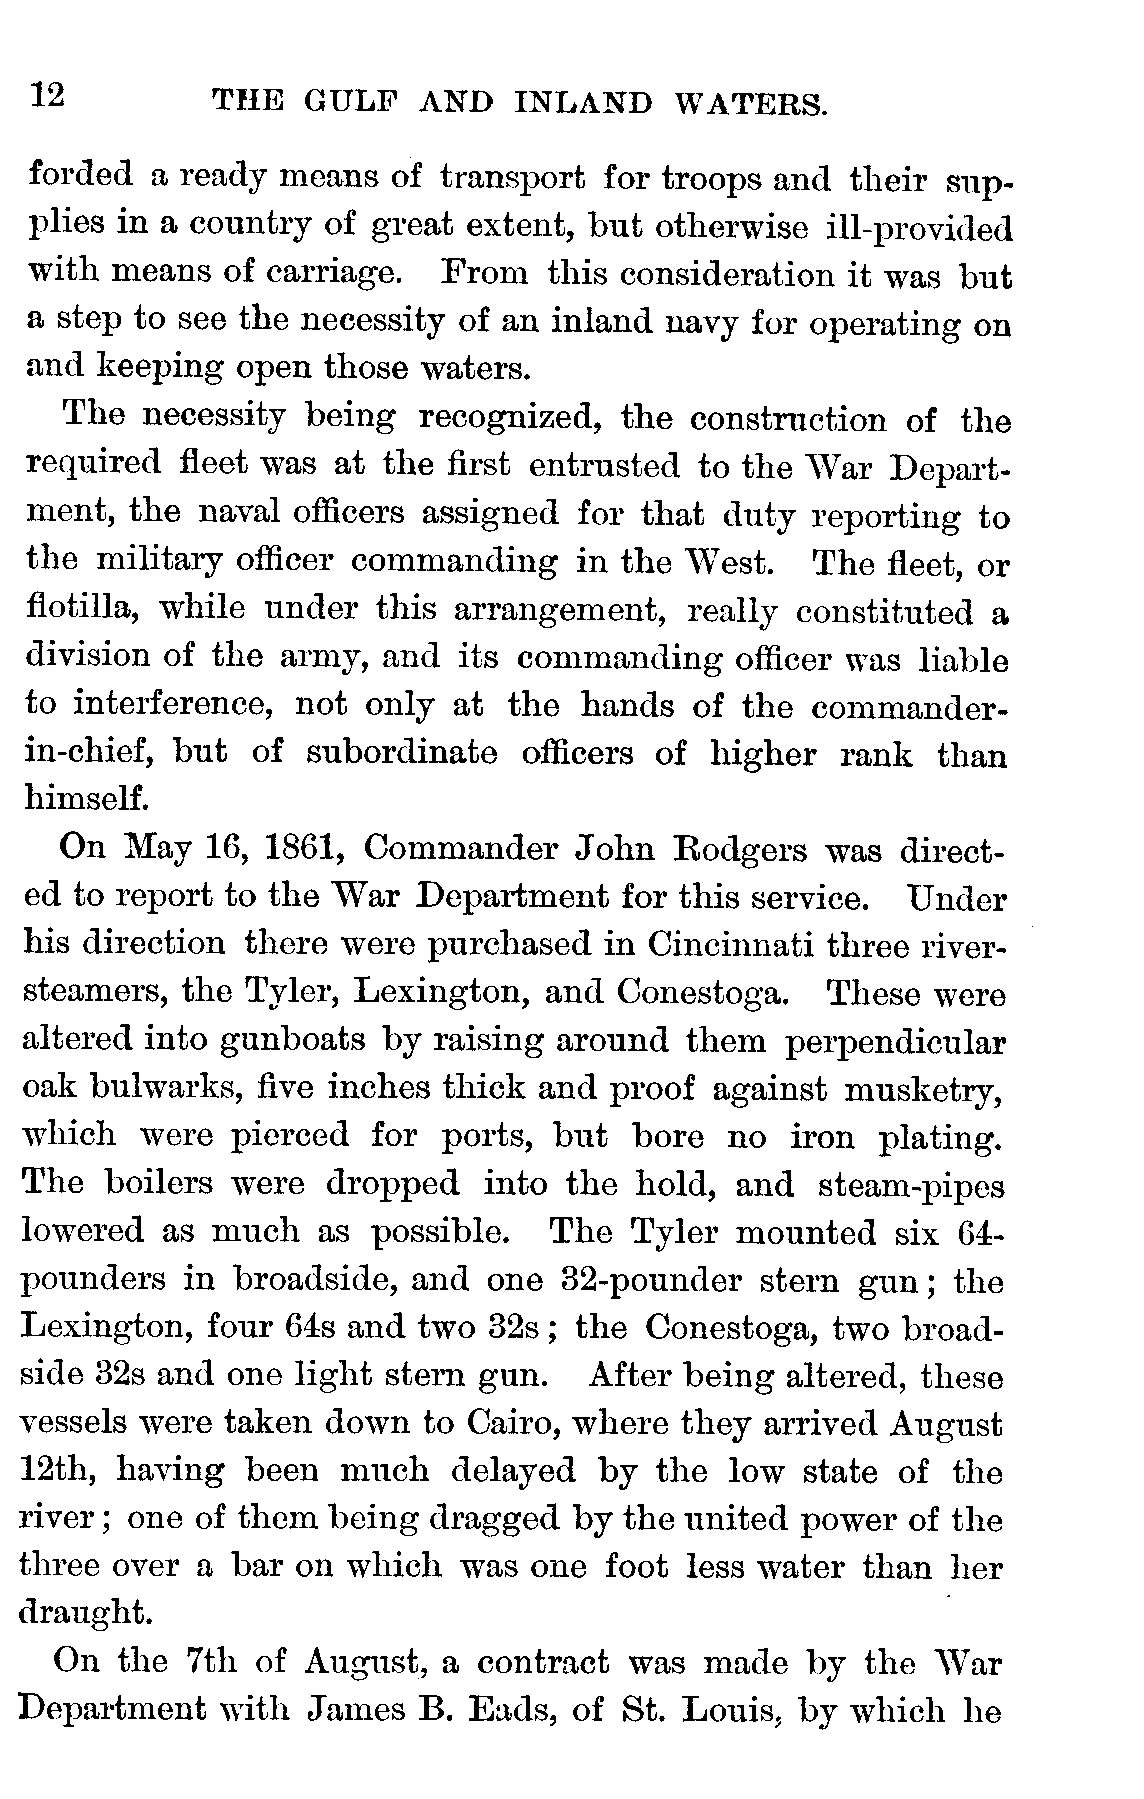 12 THE GULF AND INLAND WATERS.
forded a ready means of transport for troops and their sup-
plies in a country of great extent, but otherwise ill-provided
with means of carriage. From this consideration it was but
a step to see the necessity of an inland navy for operating on
and keeping open those waters.
The necessity being recognized, the construction of the
required fleet was at the first entrusted to the War Depart-
ment, the naval officers assigned for that duty reporting to
the military officer commanding in the West. The fleet, or
flotilla, while under this arrangement, really constituted a
division of the army, and its commanding officer was liable
to interference, not only at the hands of the commander-
in-chief, but of subordinate officers of higher rank than
himself.
On May 16, 1861, Commander John Rodgers was direct-
ed to report to the War Department for this service. Under
his direction there were purchased in Cincinnati three river-
steamers, the Tyler, Lexington, and Conestoga. These were
altered into gunboats by raising around them perpendicular
oak bulwarks, five inches thick and proof against musketry,
which were pierced for ports, but bore no iron plating.
The boilers were dropped into the hold, and steam-pipes
lowered as much as possible. The Tyler mounted six 64-
pounders in broadside, and one 32-pounder stern gun; the
Lexington, four 64s and two 32s; the Conestoga, two broad-
side 32s and one light stern gun. After being altered, these
vessels were taken down to Cairo, where they arrived August
12th, having been much delayed by the low state of the
river; one of them being dragged by the united power of the
three over a bar on which was one foot less water than her
draught.
On the 7th of August, a contract was made by the War
Department with James B. Eads, of St. Louis, by which he